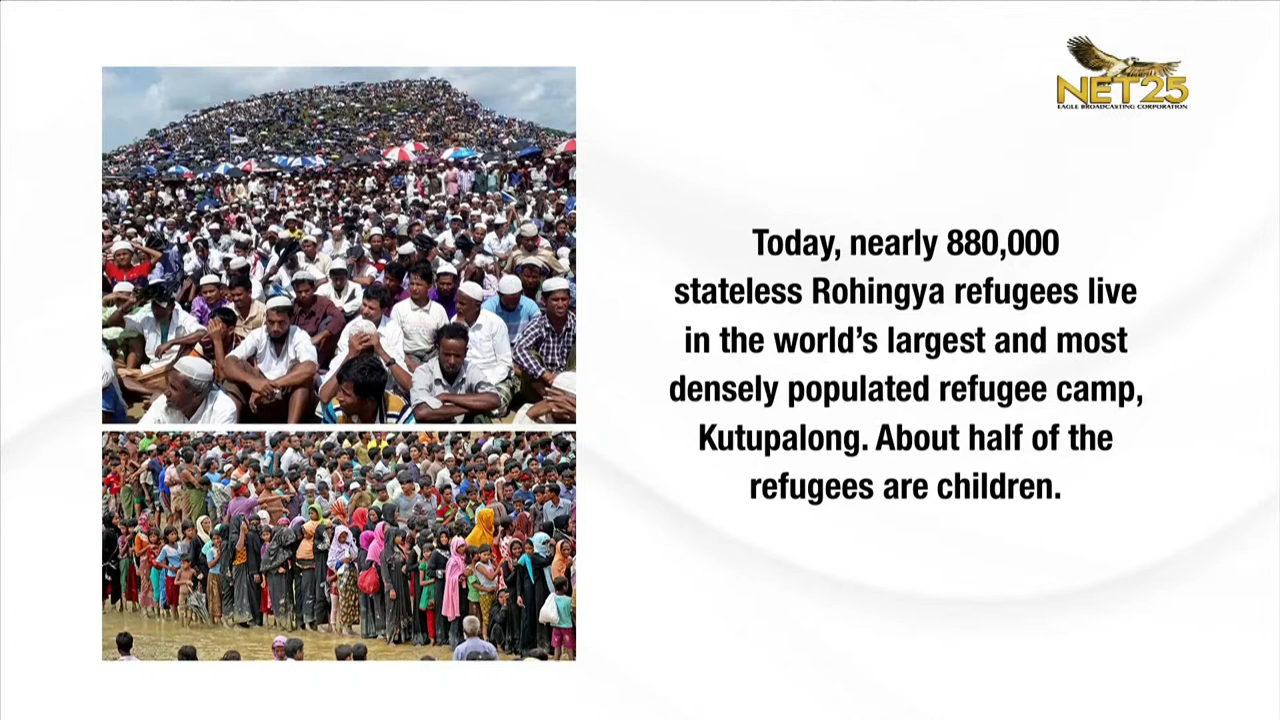 NET25
EAGLE BROADCASTING CORPORATION
Today, nearly 880,000
stateless Rohingya refugees live
in the world’s largest and most
densely populated refugee camp,
Kutupalong. About half of the
refugees are children.